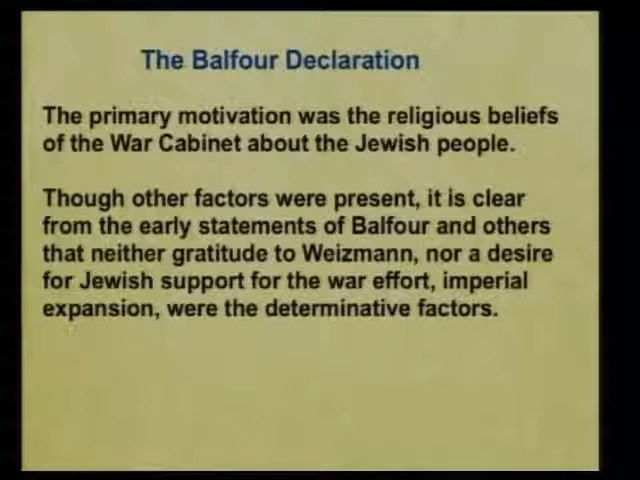 The Balfour Declaration
The primary motivation was the religious beliefs
of the War Cabinet about the Jewish people.
Though other factors were present, it is clear
from the early statements of Balfour and others
that neither gratitude to Weizmann, nor a desire
for Jewish support for the war effort, imperial
expansion, were the determinative factors.